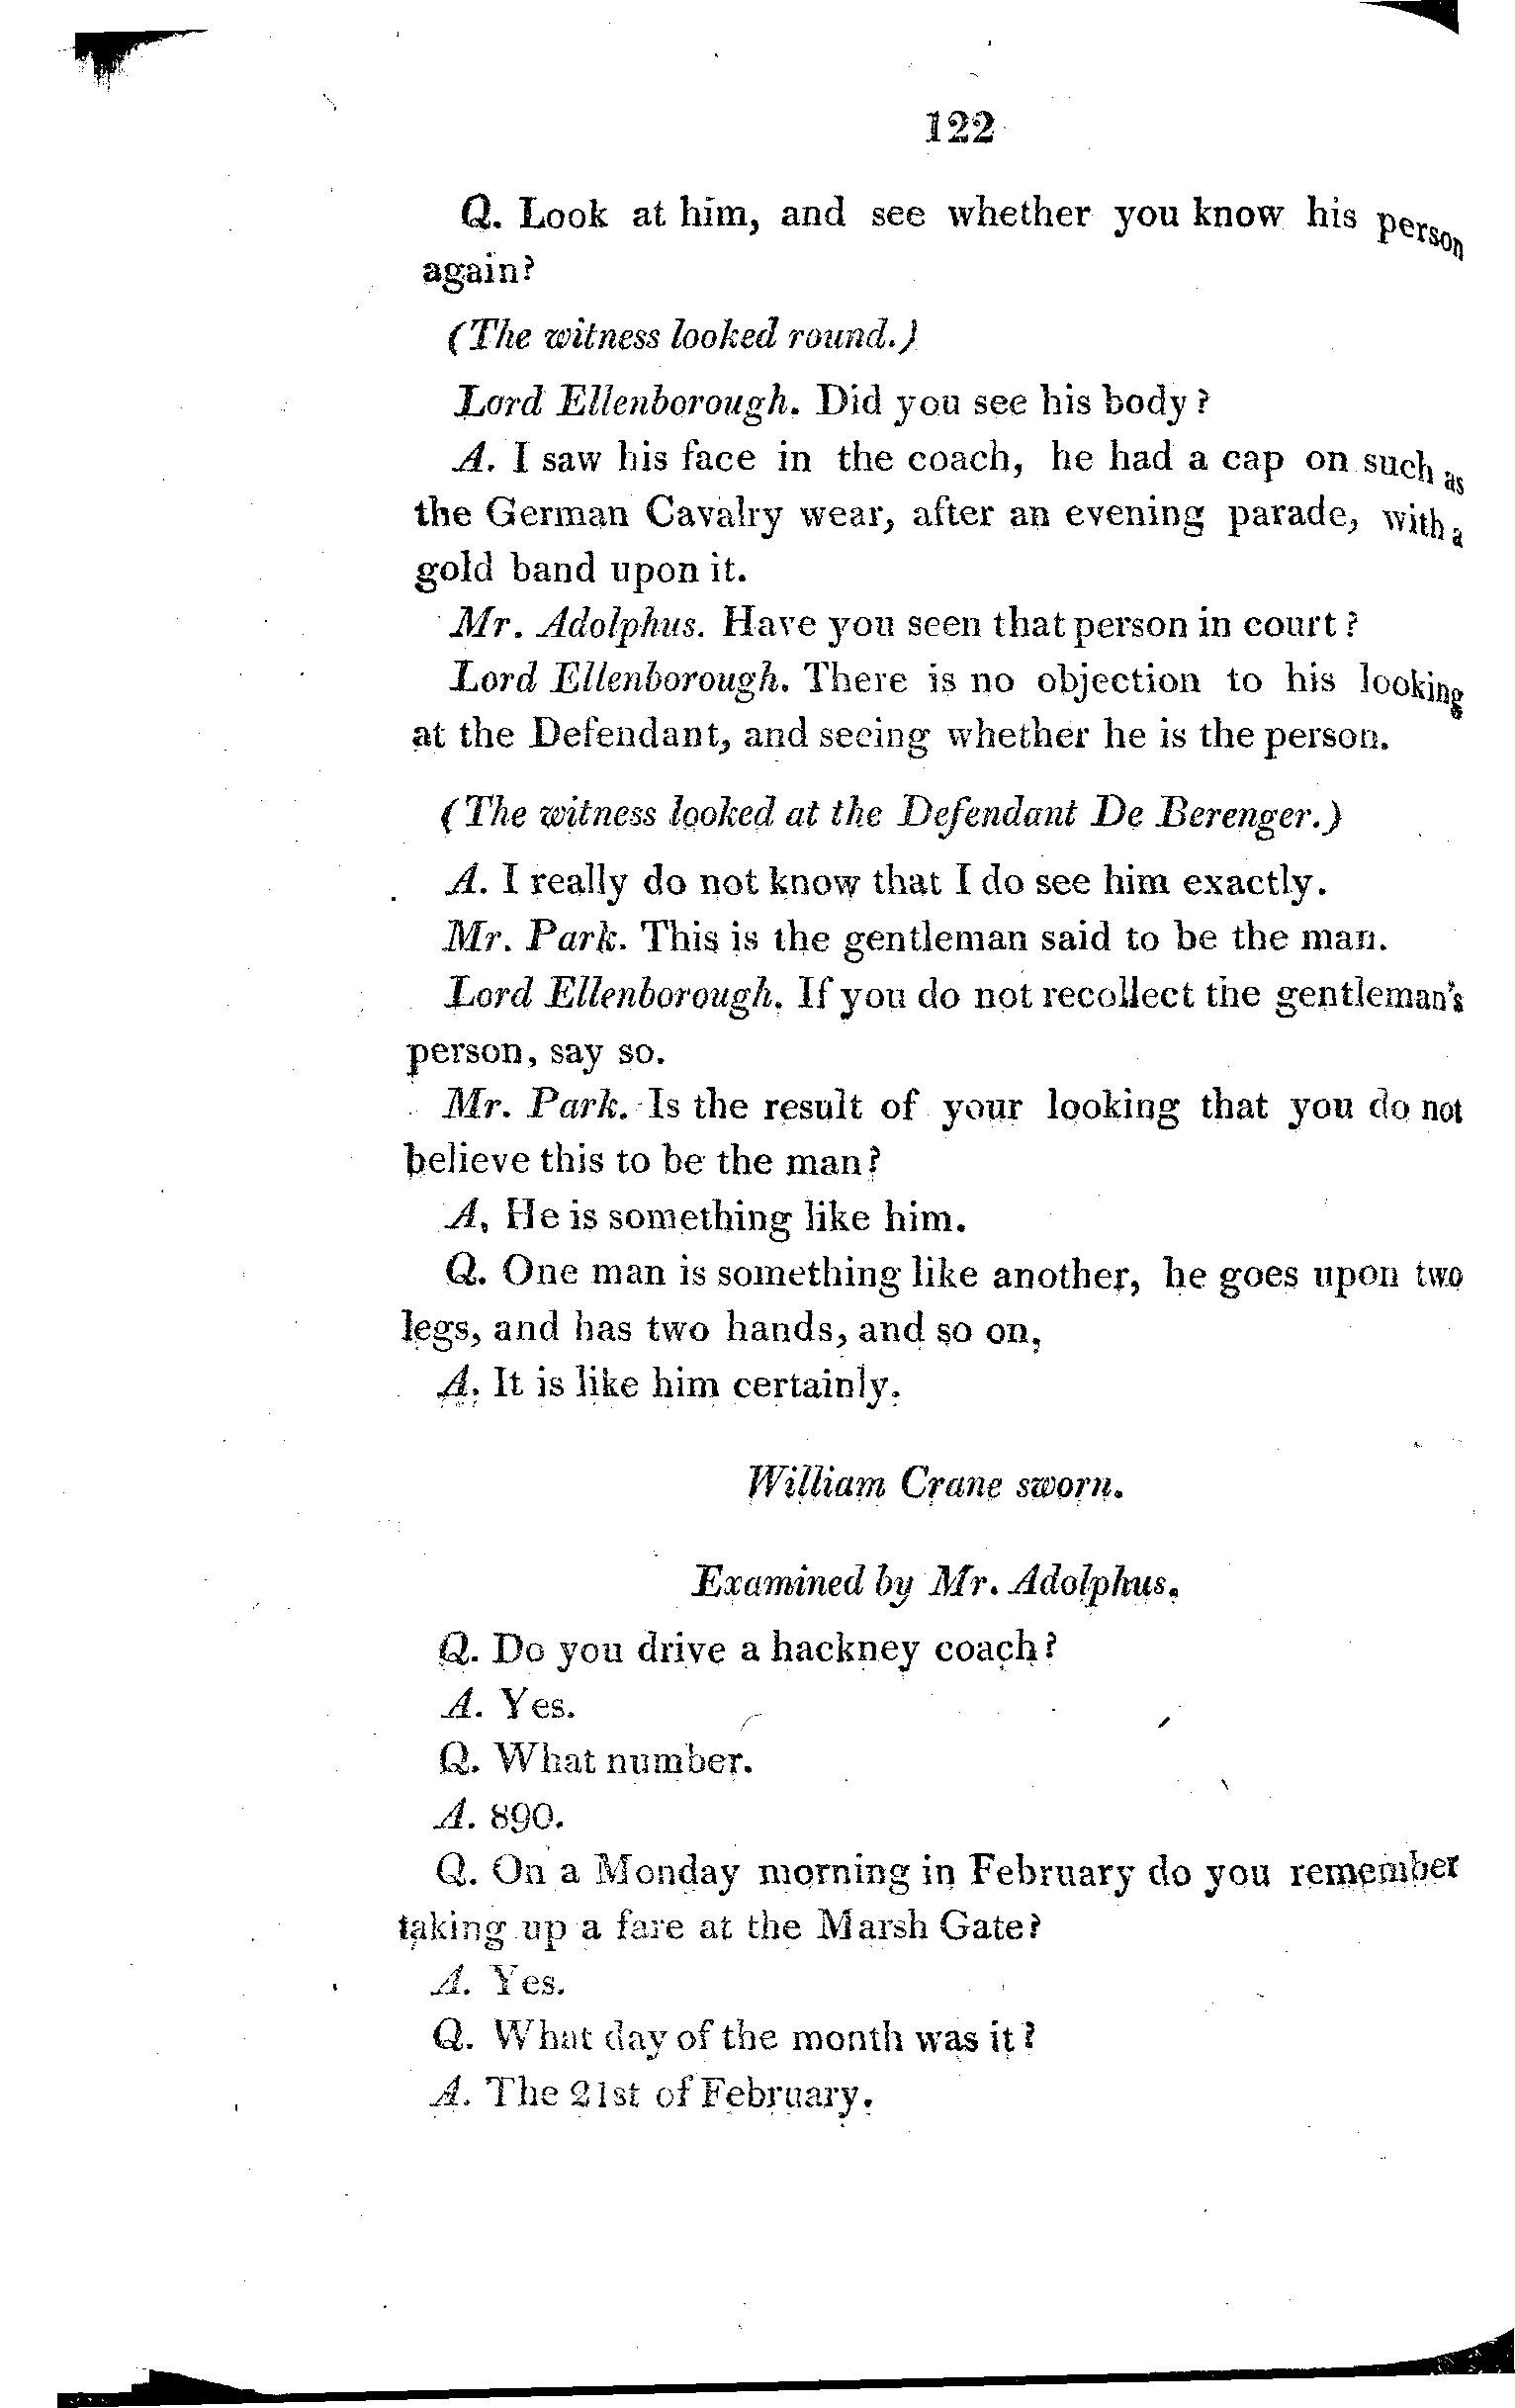 122
Q. Look at him, and see whether you know his person
again?
(The witness looked round.)
Lord Ellenborough. Did you see his body?
A. I saw his face in the coach, he had a cap on such as
the German Cavalry wear, after an evening parade, with a
gold band upon it.
Mr. Adolphus. Have you seen that person in court?
Lord Ellenborough. There is no objection to his looking
at the Defendant, and seeing whether he is the person.
(The witness looked at the Defendant De Berenger.)
A. I really do not know that I do see him exactly.
Mr. Park. This is the gentleman said to be the man.
Lord Ellenborough. If you do not recollect the gentleman's
person, say so.
Mr. Park. Is the result of your looking that you do not
believe this to be the man?
A. He is something like him.
Q. One man is something like another, he goes upon two
legs, and has two hands, and so on.
A. It is like him certainly.
William Crane sworn.
Examined by Mr. Adolphus.
Q. Do you drive a hackney coach?
A. Yes.
Q. What number.
A. 890.
Q. On a Monday morning in February do you remember
taking up a fare at the Marsh Gate?
A. Yes.
Q. What day of the month was it?
A. The 21st of February.